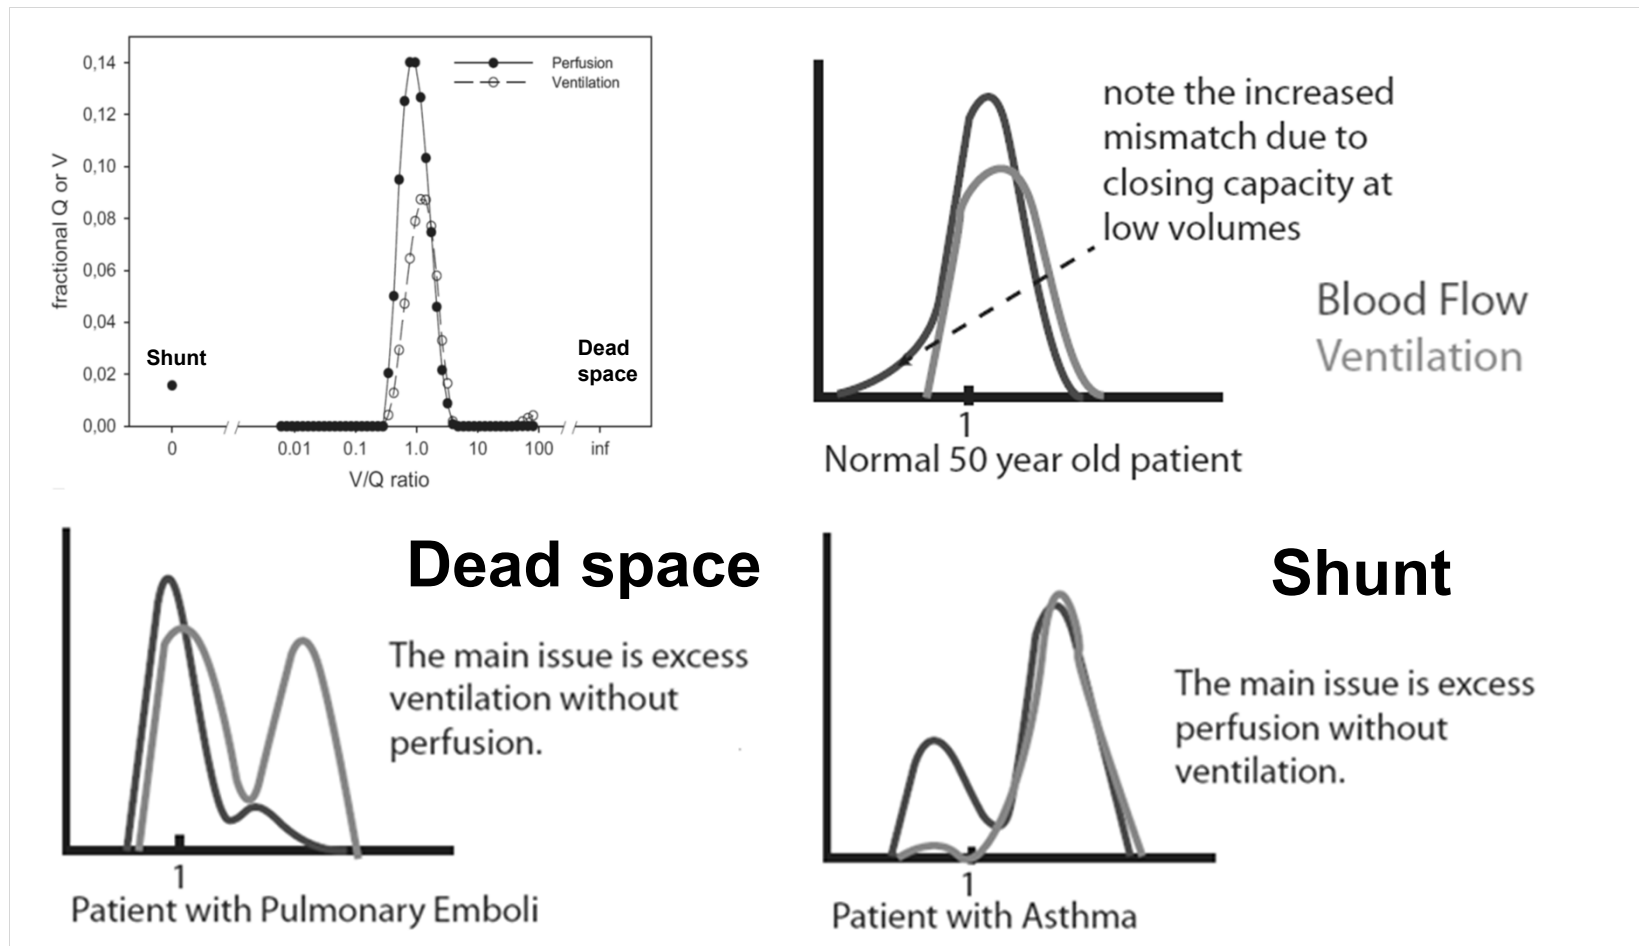 0,14
0,12
0,10
0,08
0,06
0,04
0,02
0,00
fractional Q or V
Perfusion
Ventilation
Shunt
Dead
space
0
0.01
0.1
1.0
10
100
inf
V/Q ratio
note the increased
mismatch due to
closing capacity at
low volumes
Blood Flow
Ventilation
1
Normal 50 year old patient
Dead space
The main issue is excess
ventilation without
perfusion.
1
Patient with Pulmonary Emboli
Shunt
The main issue is excess
perfusion without
ventilation.
1
Patient with Asthma